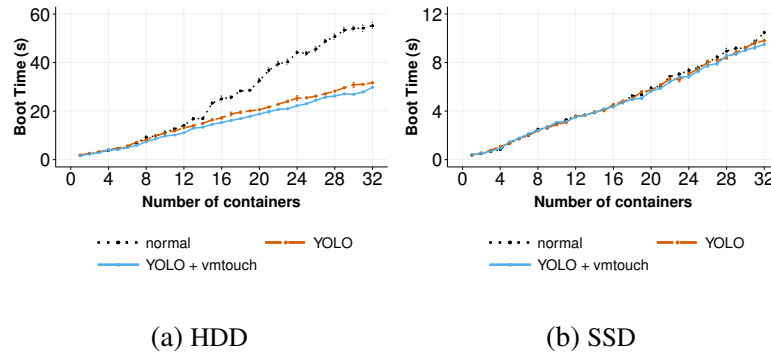 60
40
20
0
Boot Time (s)
0 4 8 12 16 20 24 28 32
Number of containers
normal
YOLO
YOLO + vmtouch
(a) HDD
12
8
4
0
Boot Time (s)
0 4 8 12 16 20 24 28 32
Number of containers
normal
YOLO
YOLO + vmtouch
(b) SSD